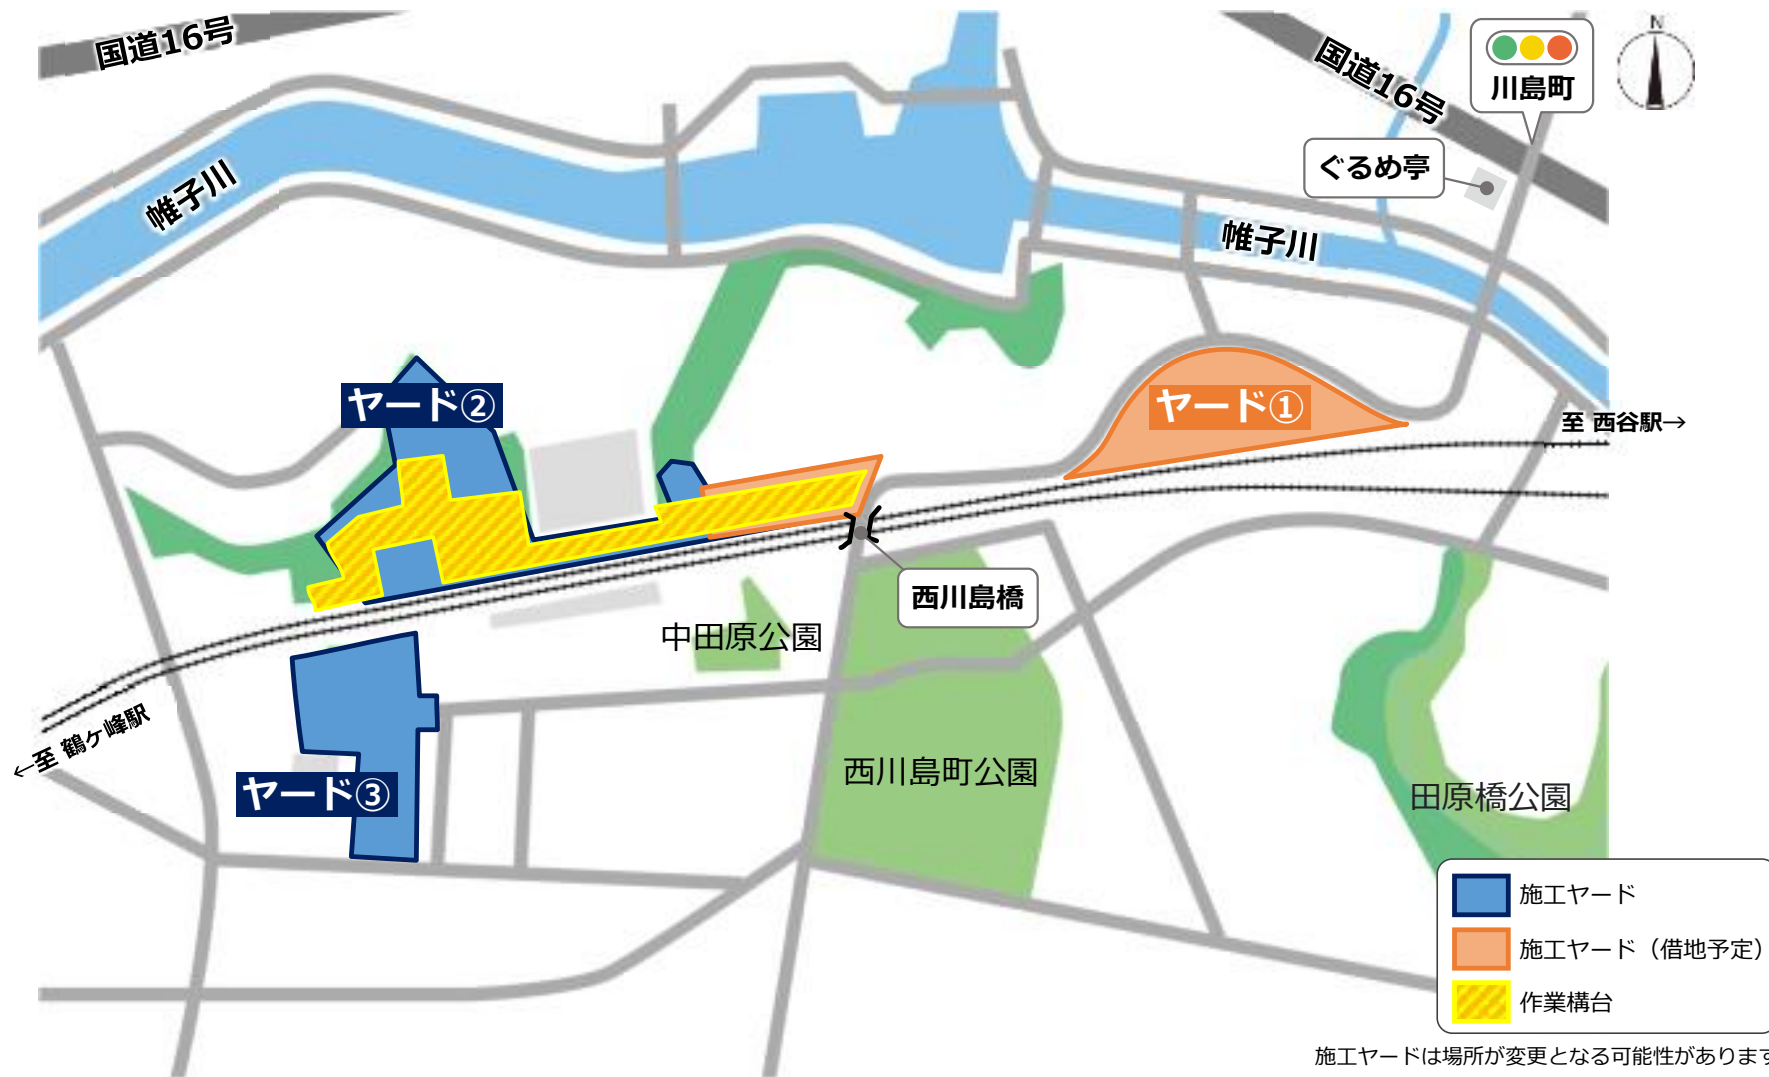 国道16号
国道16号
川島町
N
ぐるめ亭
帷子川
帷子川
ヤード②
ヤード①
至 西谷駅→
西川島橋
中田原公園
←至 鶴ヶ峰駅
西川島町公園
ヤード③
田原橋公園
施工ヤード
施工ヤード（借地予定）
作業構台
施工ヤードは場所が変更となる可能性があります